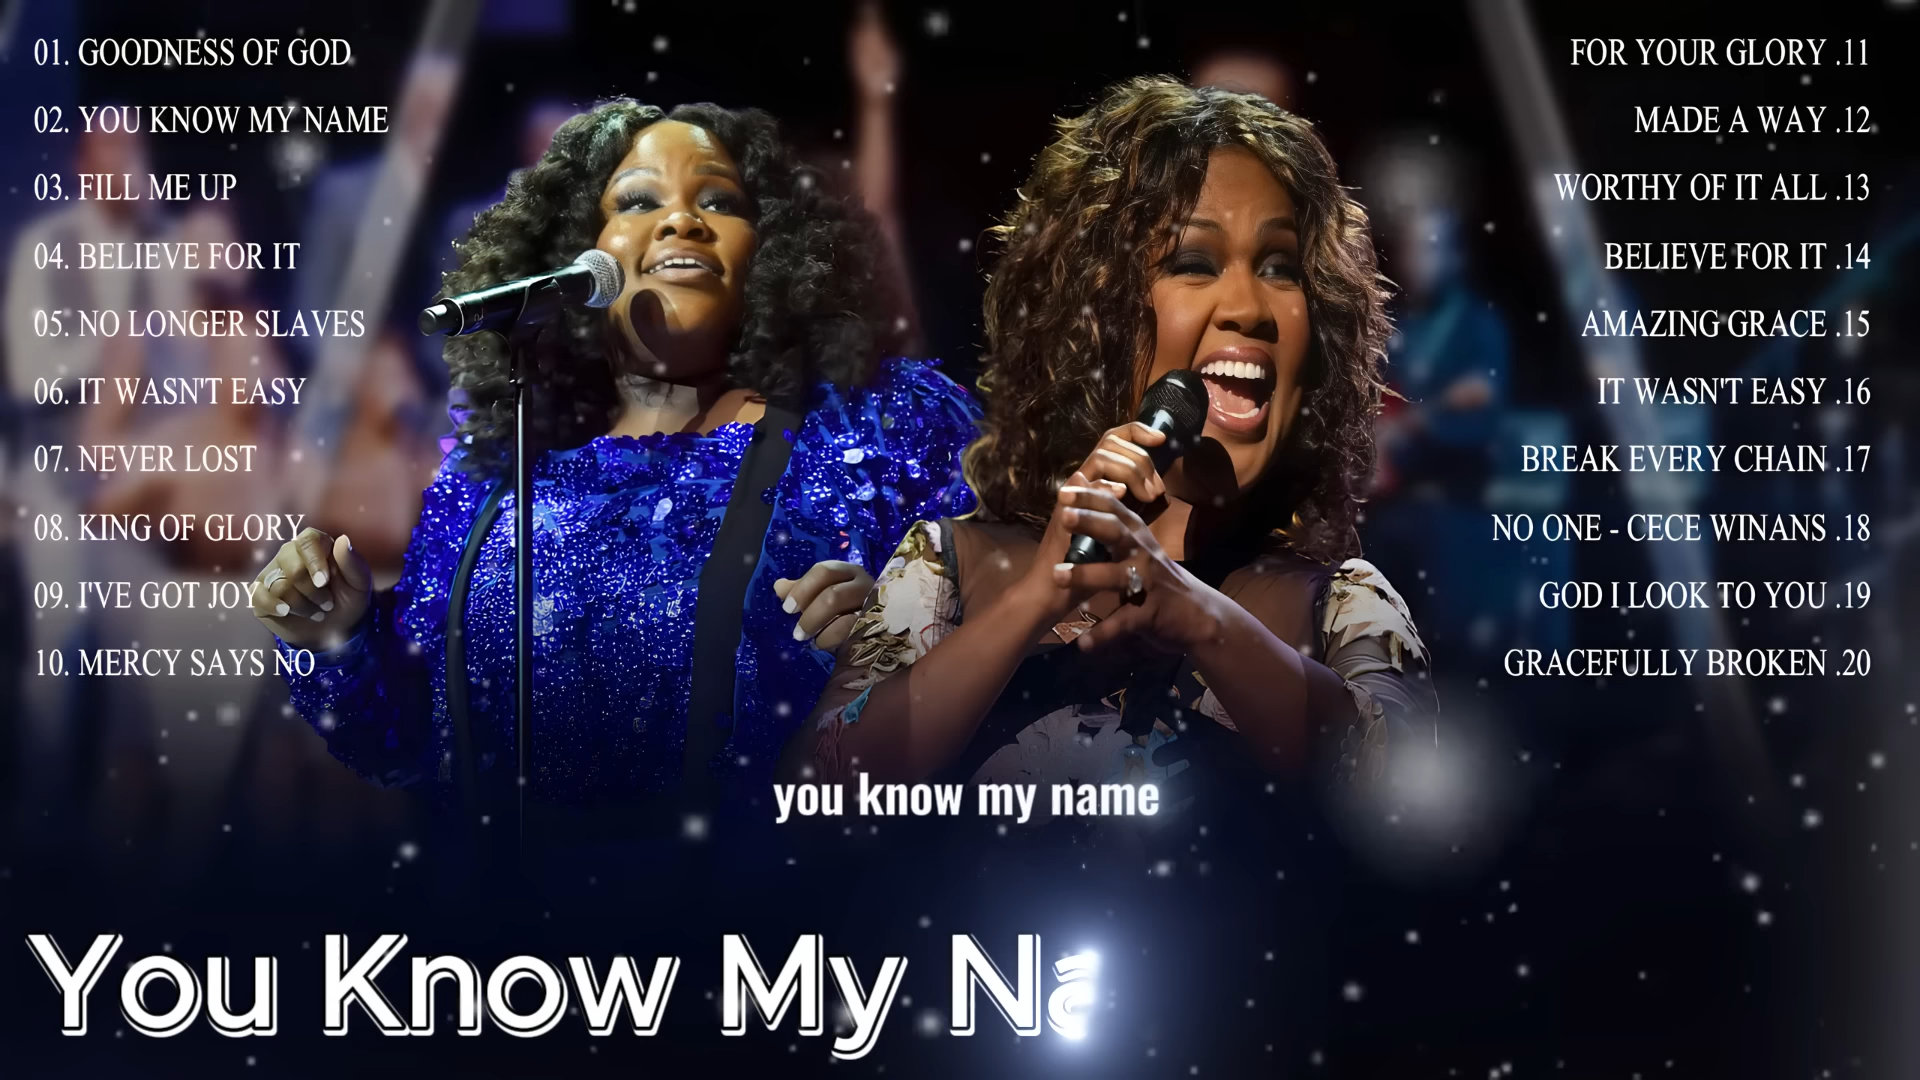 01. GOODNESS OF GOD
02. YOU KNOW MY NAME
03. FILL ME UP
04. BELIEVE FOR IT
05. NO LONGER SLAVES
06. IT WASN'T EASY
07. NEVER LOST
08. KING OF GLORY
09. I'VE GOT JOY
10. MERCY SAYS NO
FOR YOUR GLORY .11
MADE A WAY .12
WORTHY OF IT ALL .13
BELIEVE FOR IT .14
AMAZING GRACE .15
IT WASN'T EASY .16
BREAK EVERY CHAIN .17
NO ONE - CECE WINANS .18
GOD I LOOK TO YOU .19
GRACEFULLY BROKEN .20
you know my name
You Know My Na